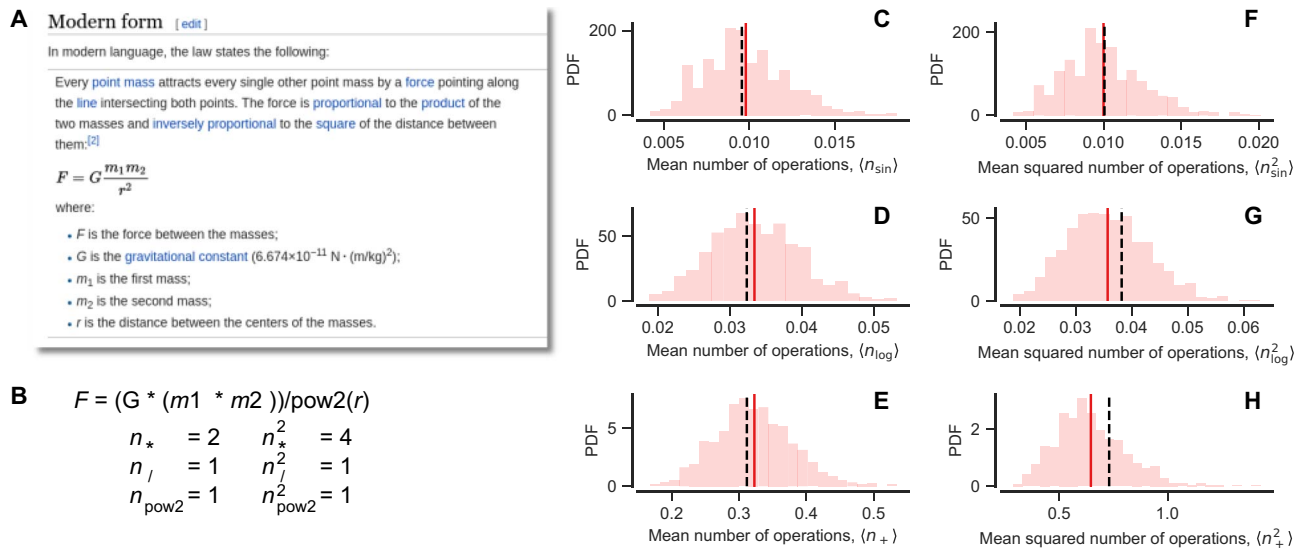 A
Modern form [ edit ]
In modern language, the law states the following:
Every point mass attracts every single other point mass by a force pointing along
the line intersecting both points. The force is proportional to the product of the
two masses and inversely proportional to the square of the distance between
them:[2]
F = G m₁m₂ / r²
where:
• F is the force between the masses;
• G is the gravitational constant (6.674×10⁻¹¹ N · (m/kg)²);
• m₁ is the first mass;
• m₂ is the second mass;
• r is the distance between the centers of the masses.
B
F = (G * (m1 * m2 ))/pow2(r)
n* = 2 n²* = 4
n/ = 1 n²/ = 1
npow2 = 1 n²pow2 = 1
C
PDF
200
0
0.005 0.010 0.015
Mean number of operations, ⟨n_sin⟩
D
PDF
50
0
0.02 0.03 0.04 0.05
Mean number of operations, ⟨n_log⟩
E
PDF
5
0
0.2 0.3 0.4 0.5
Mean number of operations, ⟨n_+⟩
F
PDF
200
0
0.005 0.010 0.015 0.020
Mean squared number of operations, ⟨n²_sin⟩
G
PDF
50
0
0.02 0.03 0.04 0.05 0.06
Mean squared number of operations, ⟨n²_log⟩
H
PDF
2
0
0.5 1.0
Mean squared number of operations, ⟨n²_+⟩